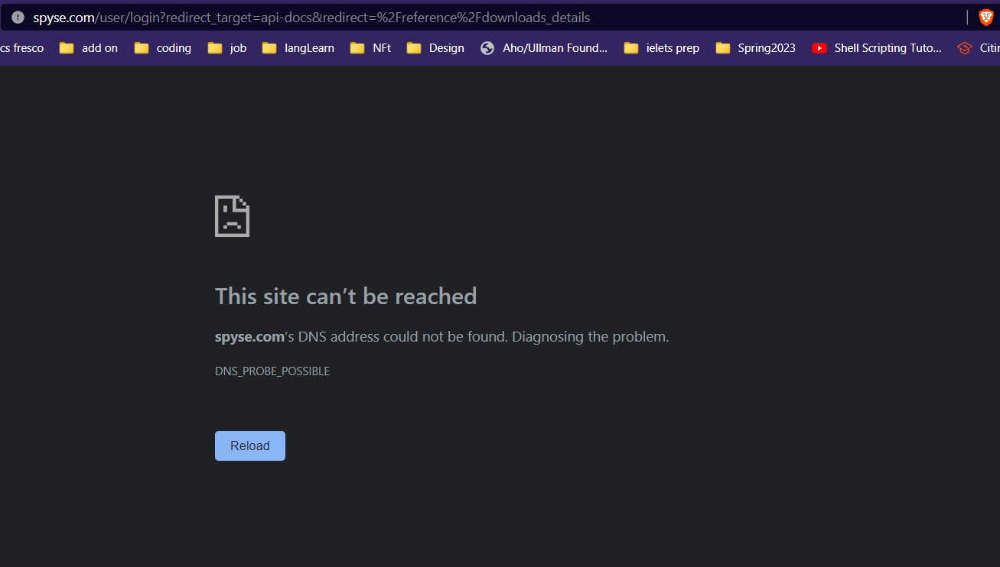 spyse.com/user/login?redirect_target=api-docs&redirect=%2Freference%2Fdownloads_details
cs fresco add on coding job langLearn NFt Design Aho/Ullman Found... ielets prep Spring2023 Shell Scripting Tuto... Citin
This site can't be reached
spyse.com's DNS address could not be found. Diagnosing the problem.
DNS_PROBE_POSSIBLE
Reload